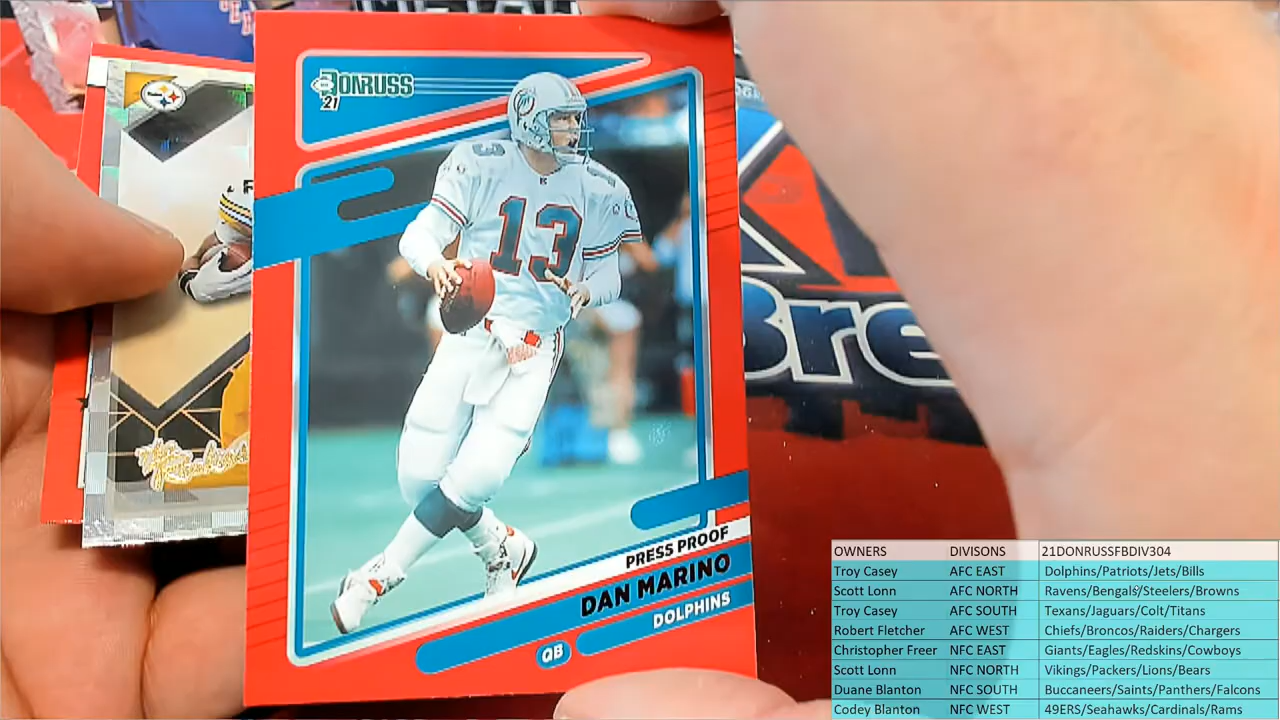 DONRUSS
21
13
PRESS PROOF
DAN MARINO
DOLPHINS
QB
Bre
OWNERS DIVISONS 21DONRUSSFBDIV304
Troy Casey AFC EAST Dolphins/Patriots/Jets/Bills
Scott Lonn AFC NORTH Ravens/Bengals/Steelers/Browns
Troy Casey AFC SOUTH Texans/Jaguars/Colt/Titans
Robert Fletcher AFC WEST Chiefs/Broncos/Raiders/Chargers
Christopher Freer NFC EAST Giants/Eagles/Redskins/Cowboys
Scott Lonn NFC NORTH Vikings/Packers/Lions/Bears
Duane Blanton NFC SOUTH Buccaneers/Saints/Panthers/Falcons
Codey Blanton NFC WEST 49ERS/Seahawks/Cardinals/Rams